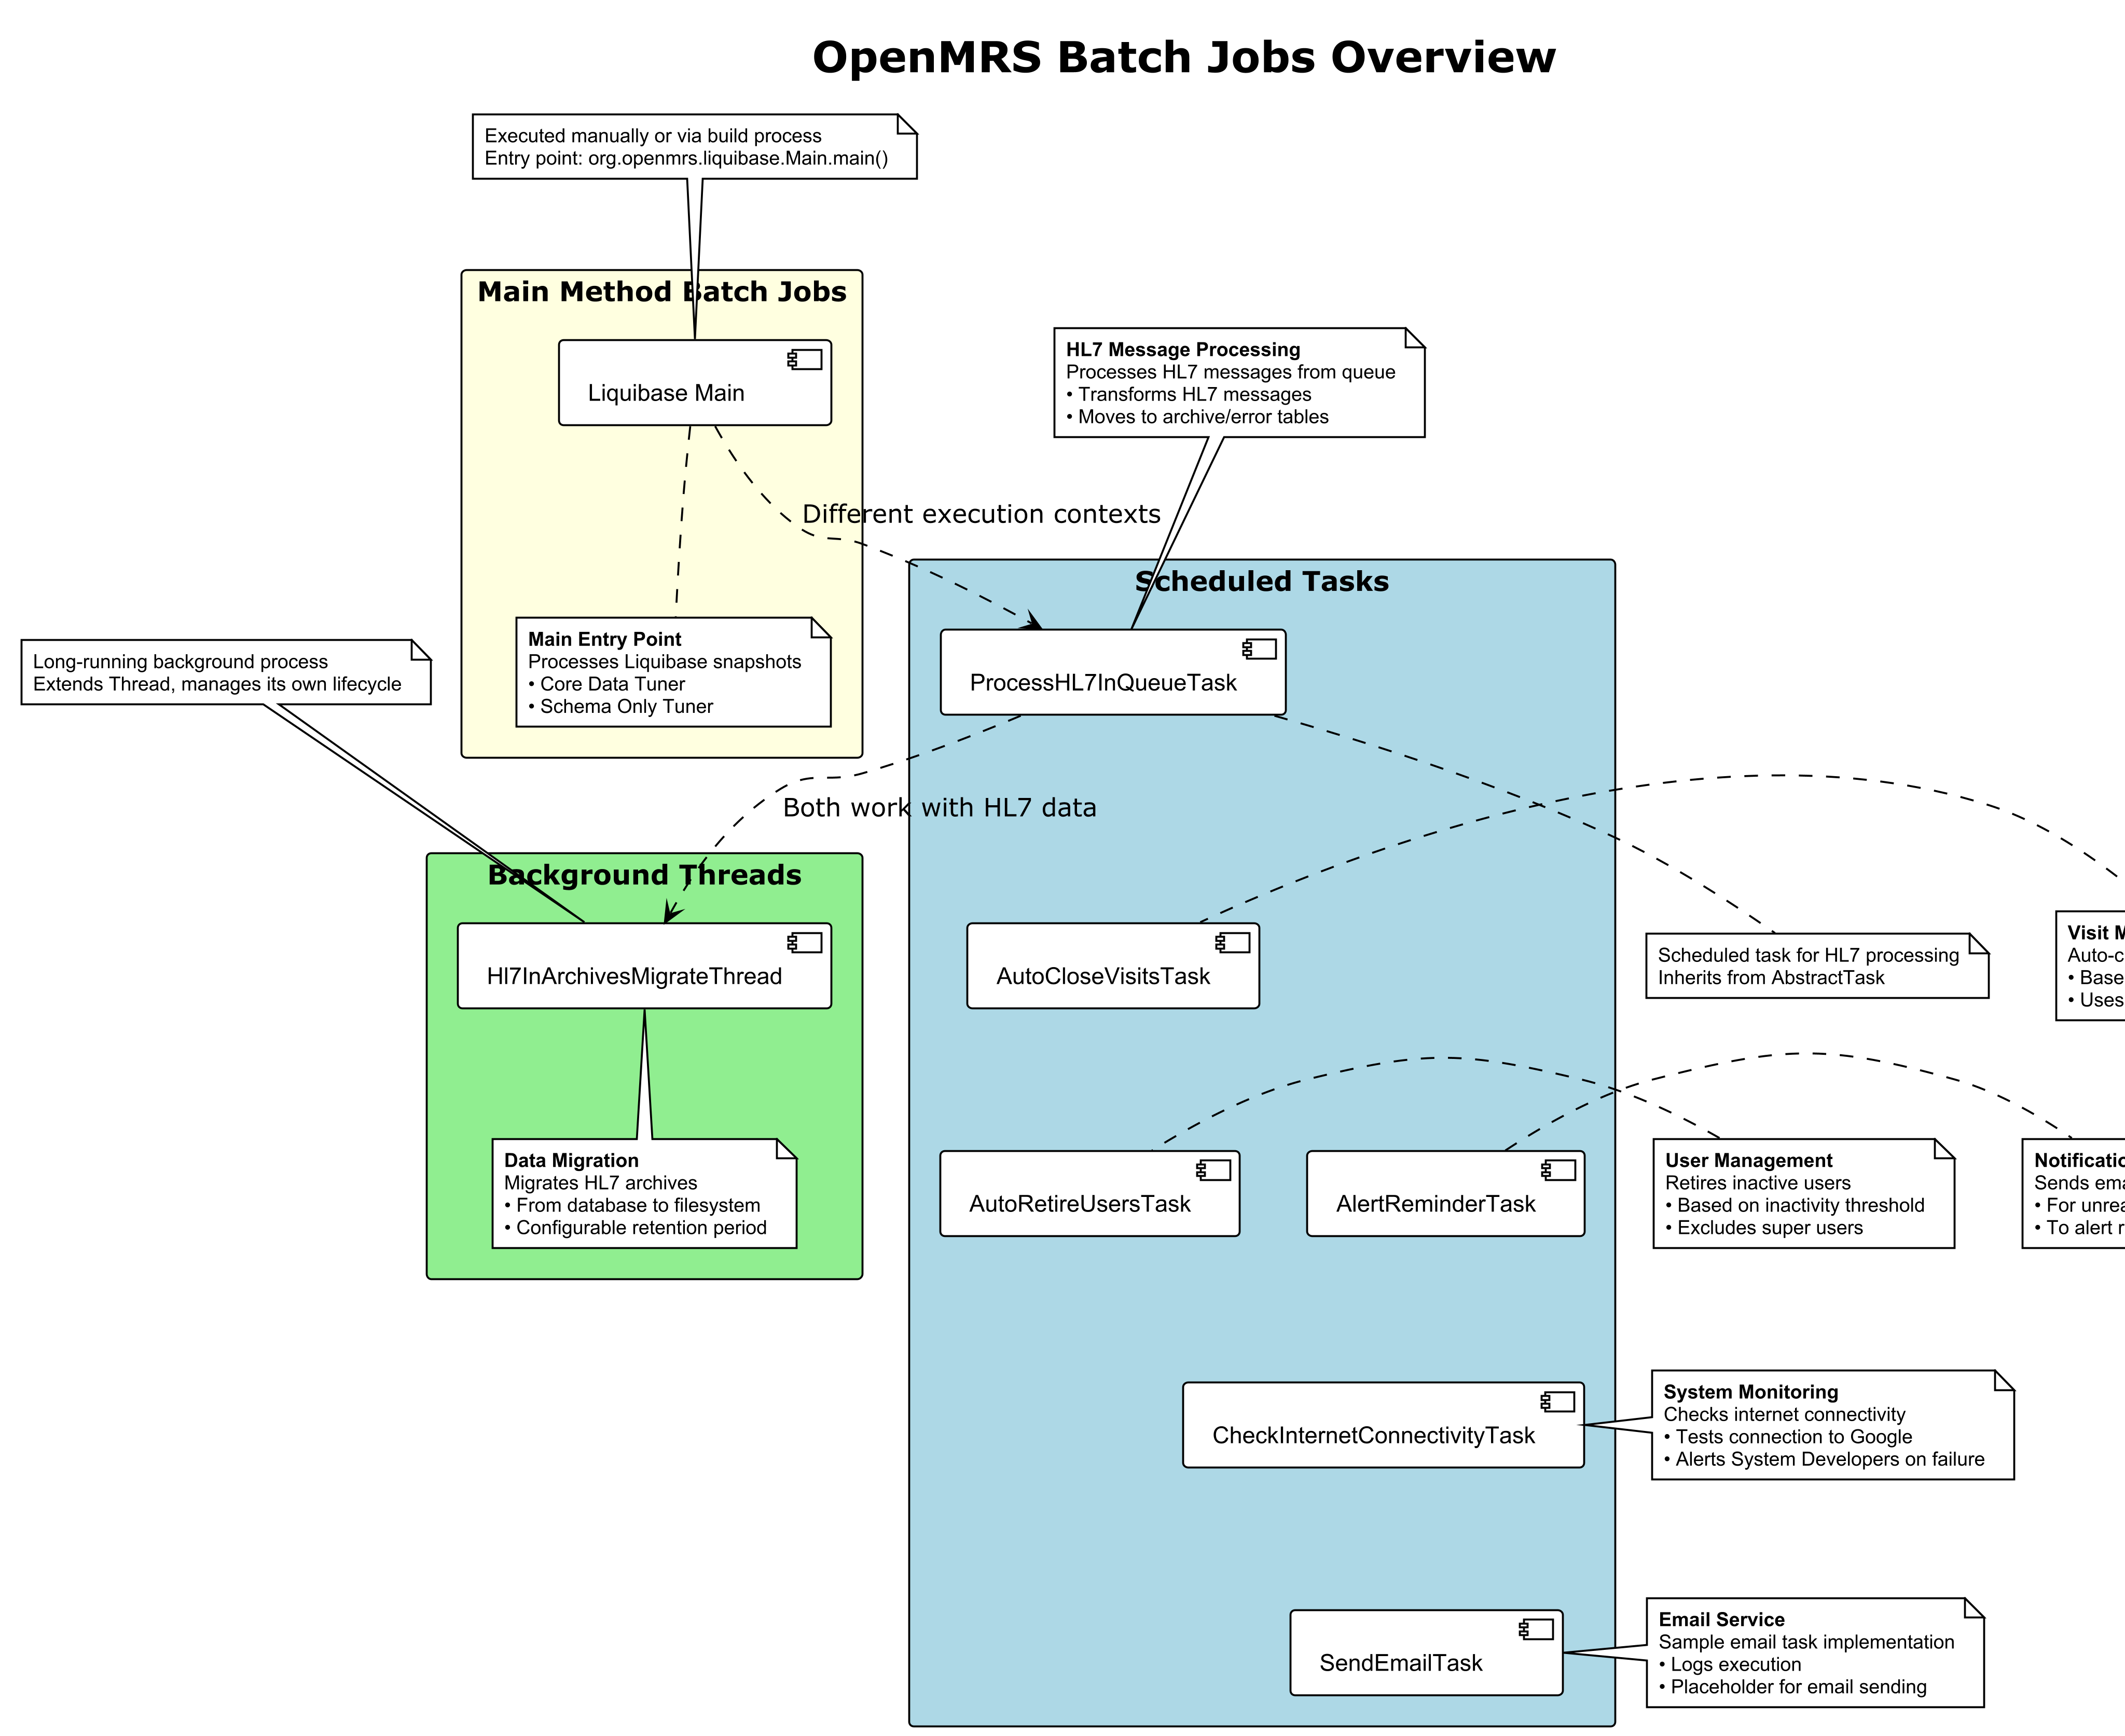 OpenMRS Batch Jobs Overview
Executed manually or via build process
Entry point: org.openmrs.liquibase.Main.main()
Main Method Batch Jobs
Liquibase Main
HL7 Message Processing
Processes HL7 messages from queue
• Transforms HL7 messages
• Moves to archive/error tables
Different execution contexts
Scheduled Tasks
Main Entry Point
Processes Liquibase snapshots
• Core Data Tuner
• Schema Only Tuner
Long-running background process
Extends Thread, manages its own lifecycle
ProcessHL7InQueueTask
Both work with HL7 data
Background Threads
Hl7InArchivesMigrateThread
AutoCloseVisitsTask
Scheduled task for HL7 processing
Inherits from AbstractTask
Visit
Auto-c
• Base
• Uses
Data Migration
Migrates HL7 archives
• From database to filesystem
• Configurable retention period
AutoRetireUsersTask
AlertReminderTask
User Management
Retires inactive users
• Based on inactivity threshold
• Excludes super users
Notificatio
Sends ema
• For unrea
• To alert r
CheckInternetConnectivityTask
System Monitoring
Checks internet connectivity
• Tests connection to Google
• Alerts System Developers on failure
SendEmailTask
Email Service
Sample email task implementation
• Logs execution
• Placeholder for email sending